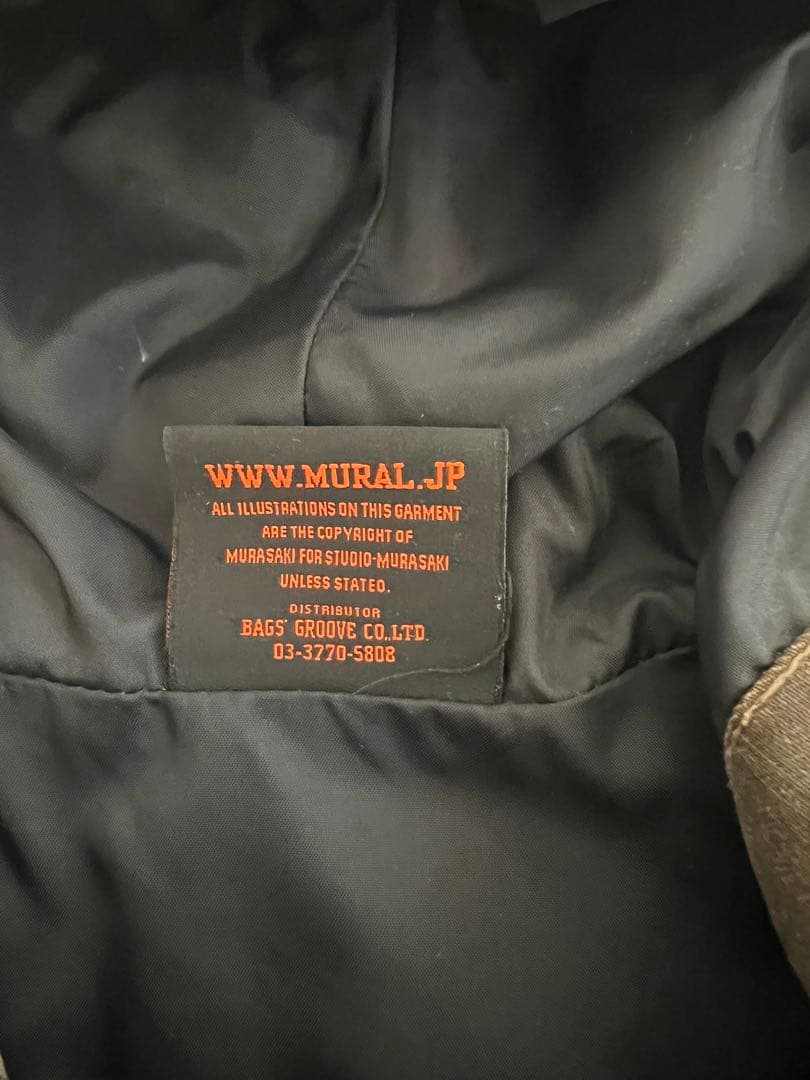 WWW.MURAL.JP
ALL ILLUSTRATIONS ON THIS GARMENT
ARE THE COPYRIGHT OF
MURASAKI FOR STUDIO-MURASAKI
UNLESS STATED.
DISTRIBUTOR
BAGS' GROOVE CO.,LTD.
03-3770-5808